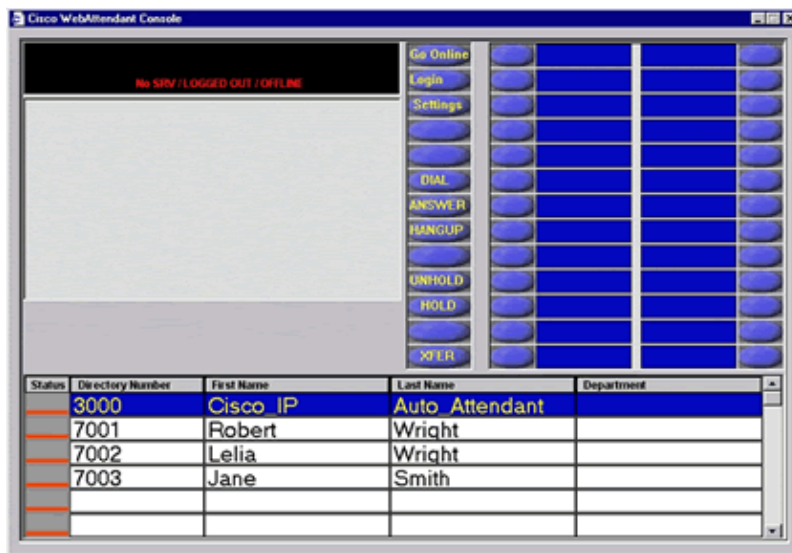 Cisco WebAttendant Console
No SRV / LOGGED OUT / OFFLINE
Go Online
Login
Settings
DIAL
ANSWER
HANGUP
UNHOLD
HOLD
XFER
Status Directory Number First Name Last Name Department
3000 Cisco_IP Auto_Attendant
7001 Robert Wright
7002 Lelia Wright
7003 Jane Smith